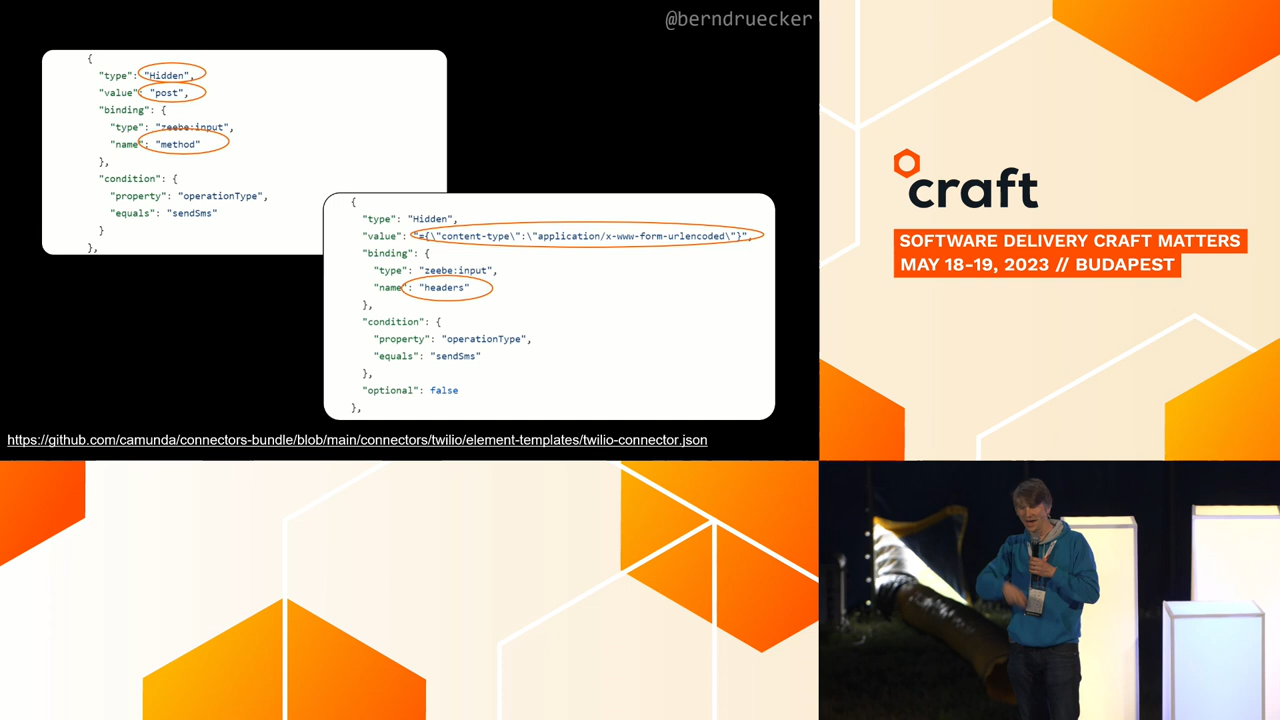 @berndruecker
{
"type": "Hidden",
"value": "post",
"binding": {
"type": "zeebe:input",
"name": "method"
},
"condition": {
"property": "operationType",
"equals": "sendSms"
}
},
{
"type": "Hidden",
"value": "={\"content-type\":\"application/x-www-form-urlencoded\"}",
"binding": {
"type": "zeebe:input",
"name": "headers"
},
"condition": {
"property": "operationType",
"equals": "sendSms"
},
"optional": false
},
https://github.com/camunda/connectors-bundle/blob/main/connectors/twilio/element-templates/twilio-connector.json
craft
SOFTWARE DELIVERY CRAFT MATTERS
MAY 18-19, 2023 // BUDAPEST